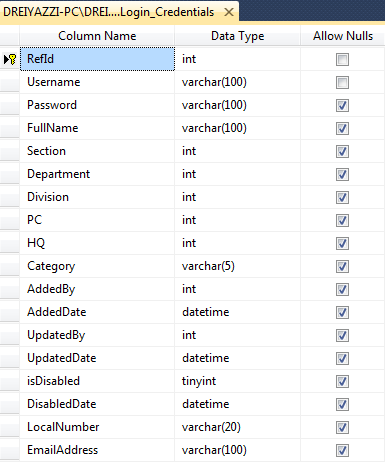 DREIYAZZI-PC\DREI....Login_Credentials
Column Name Data Type Allow Nulls
RefId int
Username varchar(100)
Password varchar(100)
FullName varchar(100)
Section int
Department int
Division int
PC int
HQ int
Category varchar(5)
AddedBy int
AddedDate datetime
UpdatedBy int
UpdatedDate datetime
isDisabled tinyint
DisabledDate datetime
LocalNumber varchar(20)
EmailAddress varchar(100)